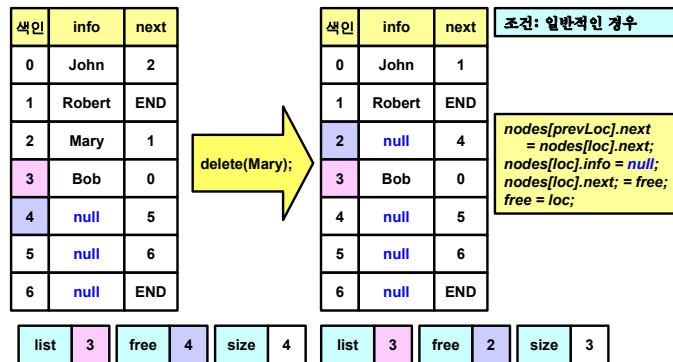 색인 info next
0 John 2
1 Robert END
2 Mary 1
3 Bob 0
4 null 5
5 null 6
6 null END
list 3 free 4 size 4
delete(Mary);
색인 info next
0 John 1
1 Robert END
2 null 4
3 Bob 0
4 null 5
5 null 6
6 null END
list 3 free 2 size 3
조건: 일반적인 경우
nodes[prevLoc].next
= nodes[loc].next;
nodes[loc].info = null;
nodes[loc].next; = free;
free = loc;